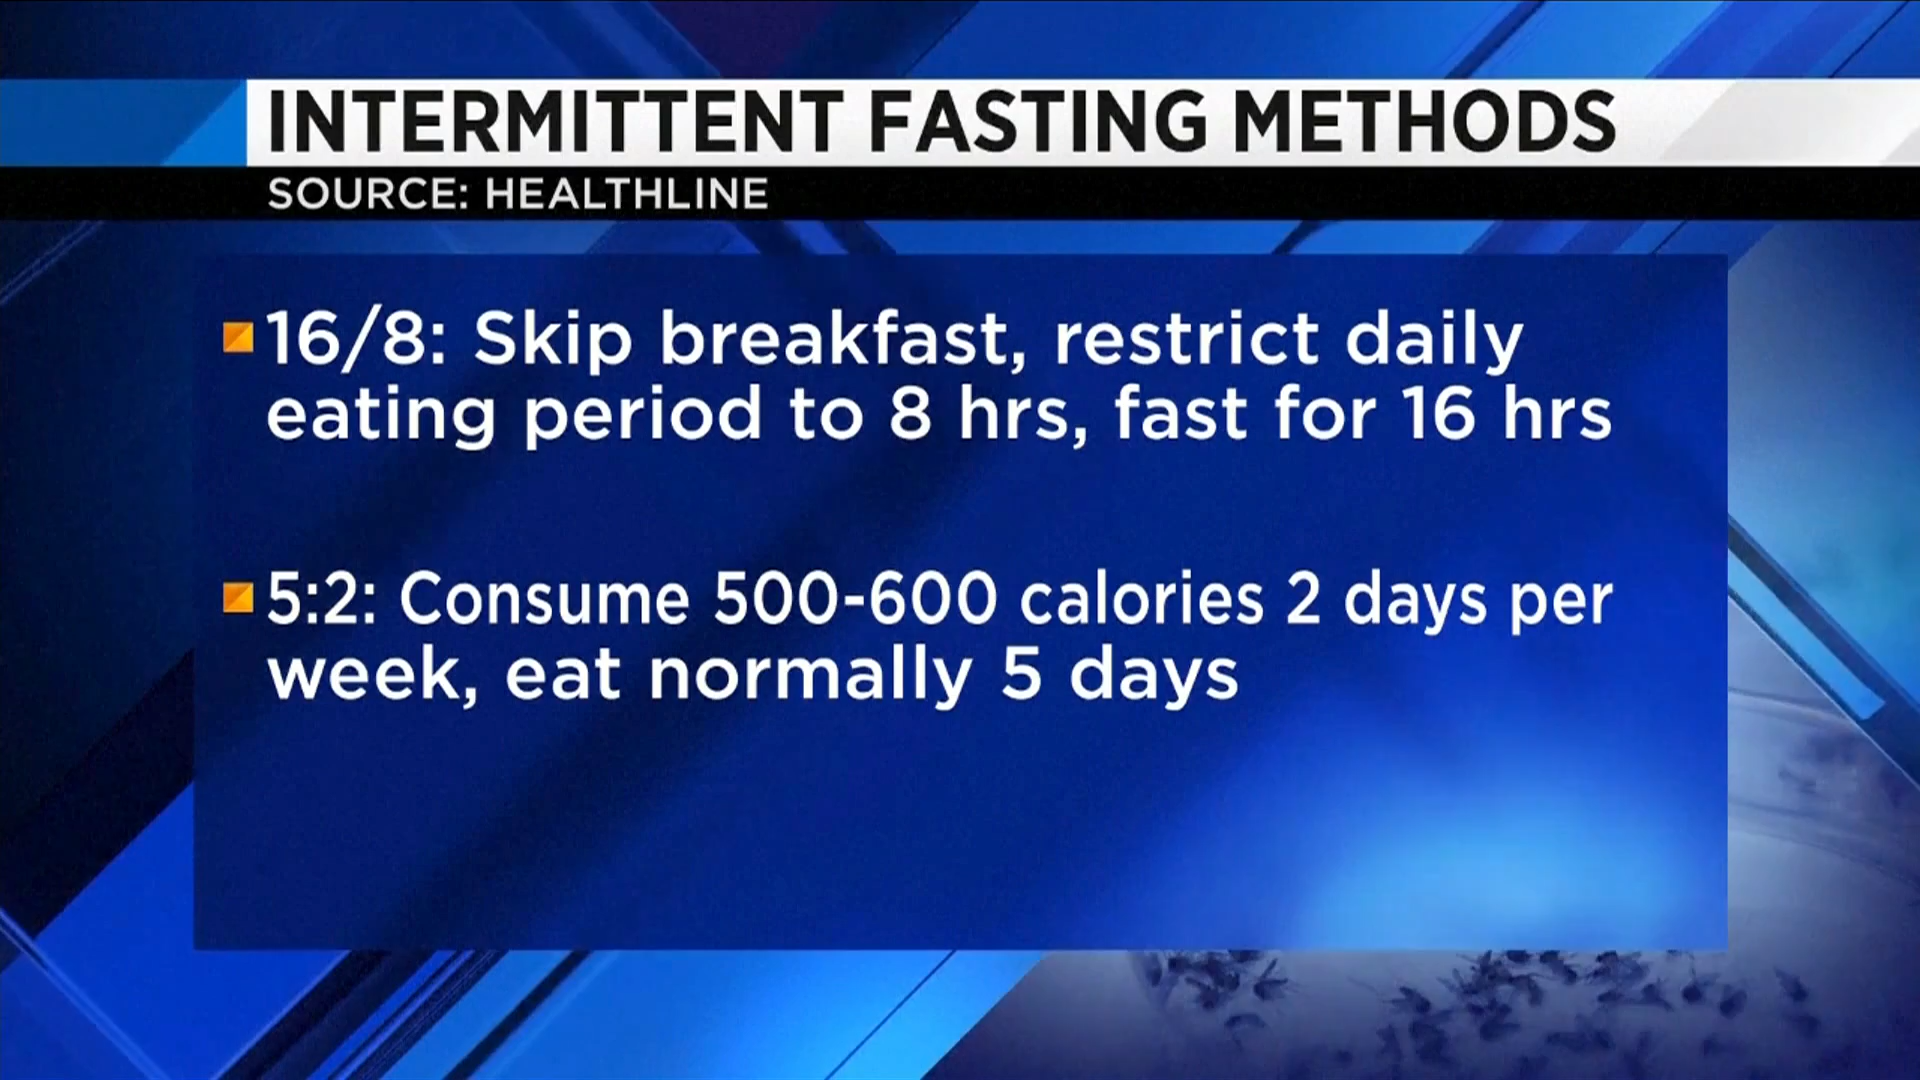 INTERMITTENT FASTING METHODS
SOURCE: HEALTHLINE
16/8: Skip breakfast, restrict daily
eating period to 8 hrs, fast for 16 hrs
5:2: Consume 500-600 calories 2 days per
week, eat normally 5 days